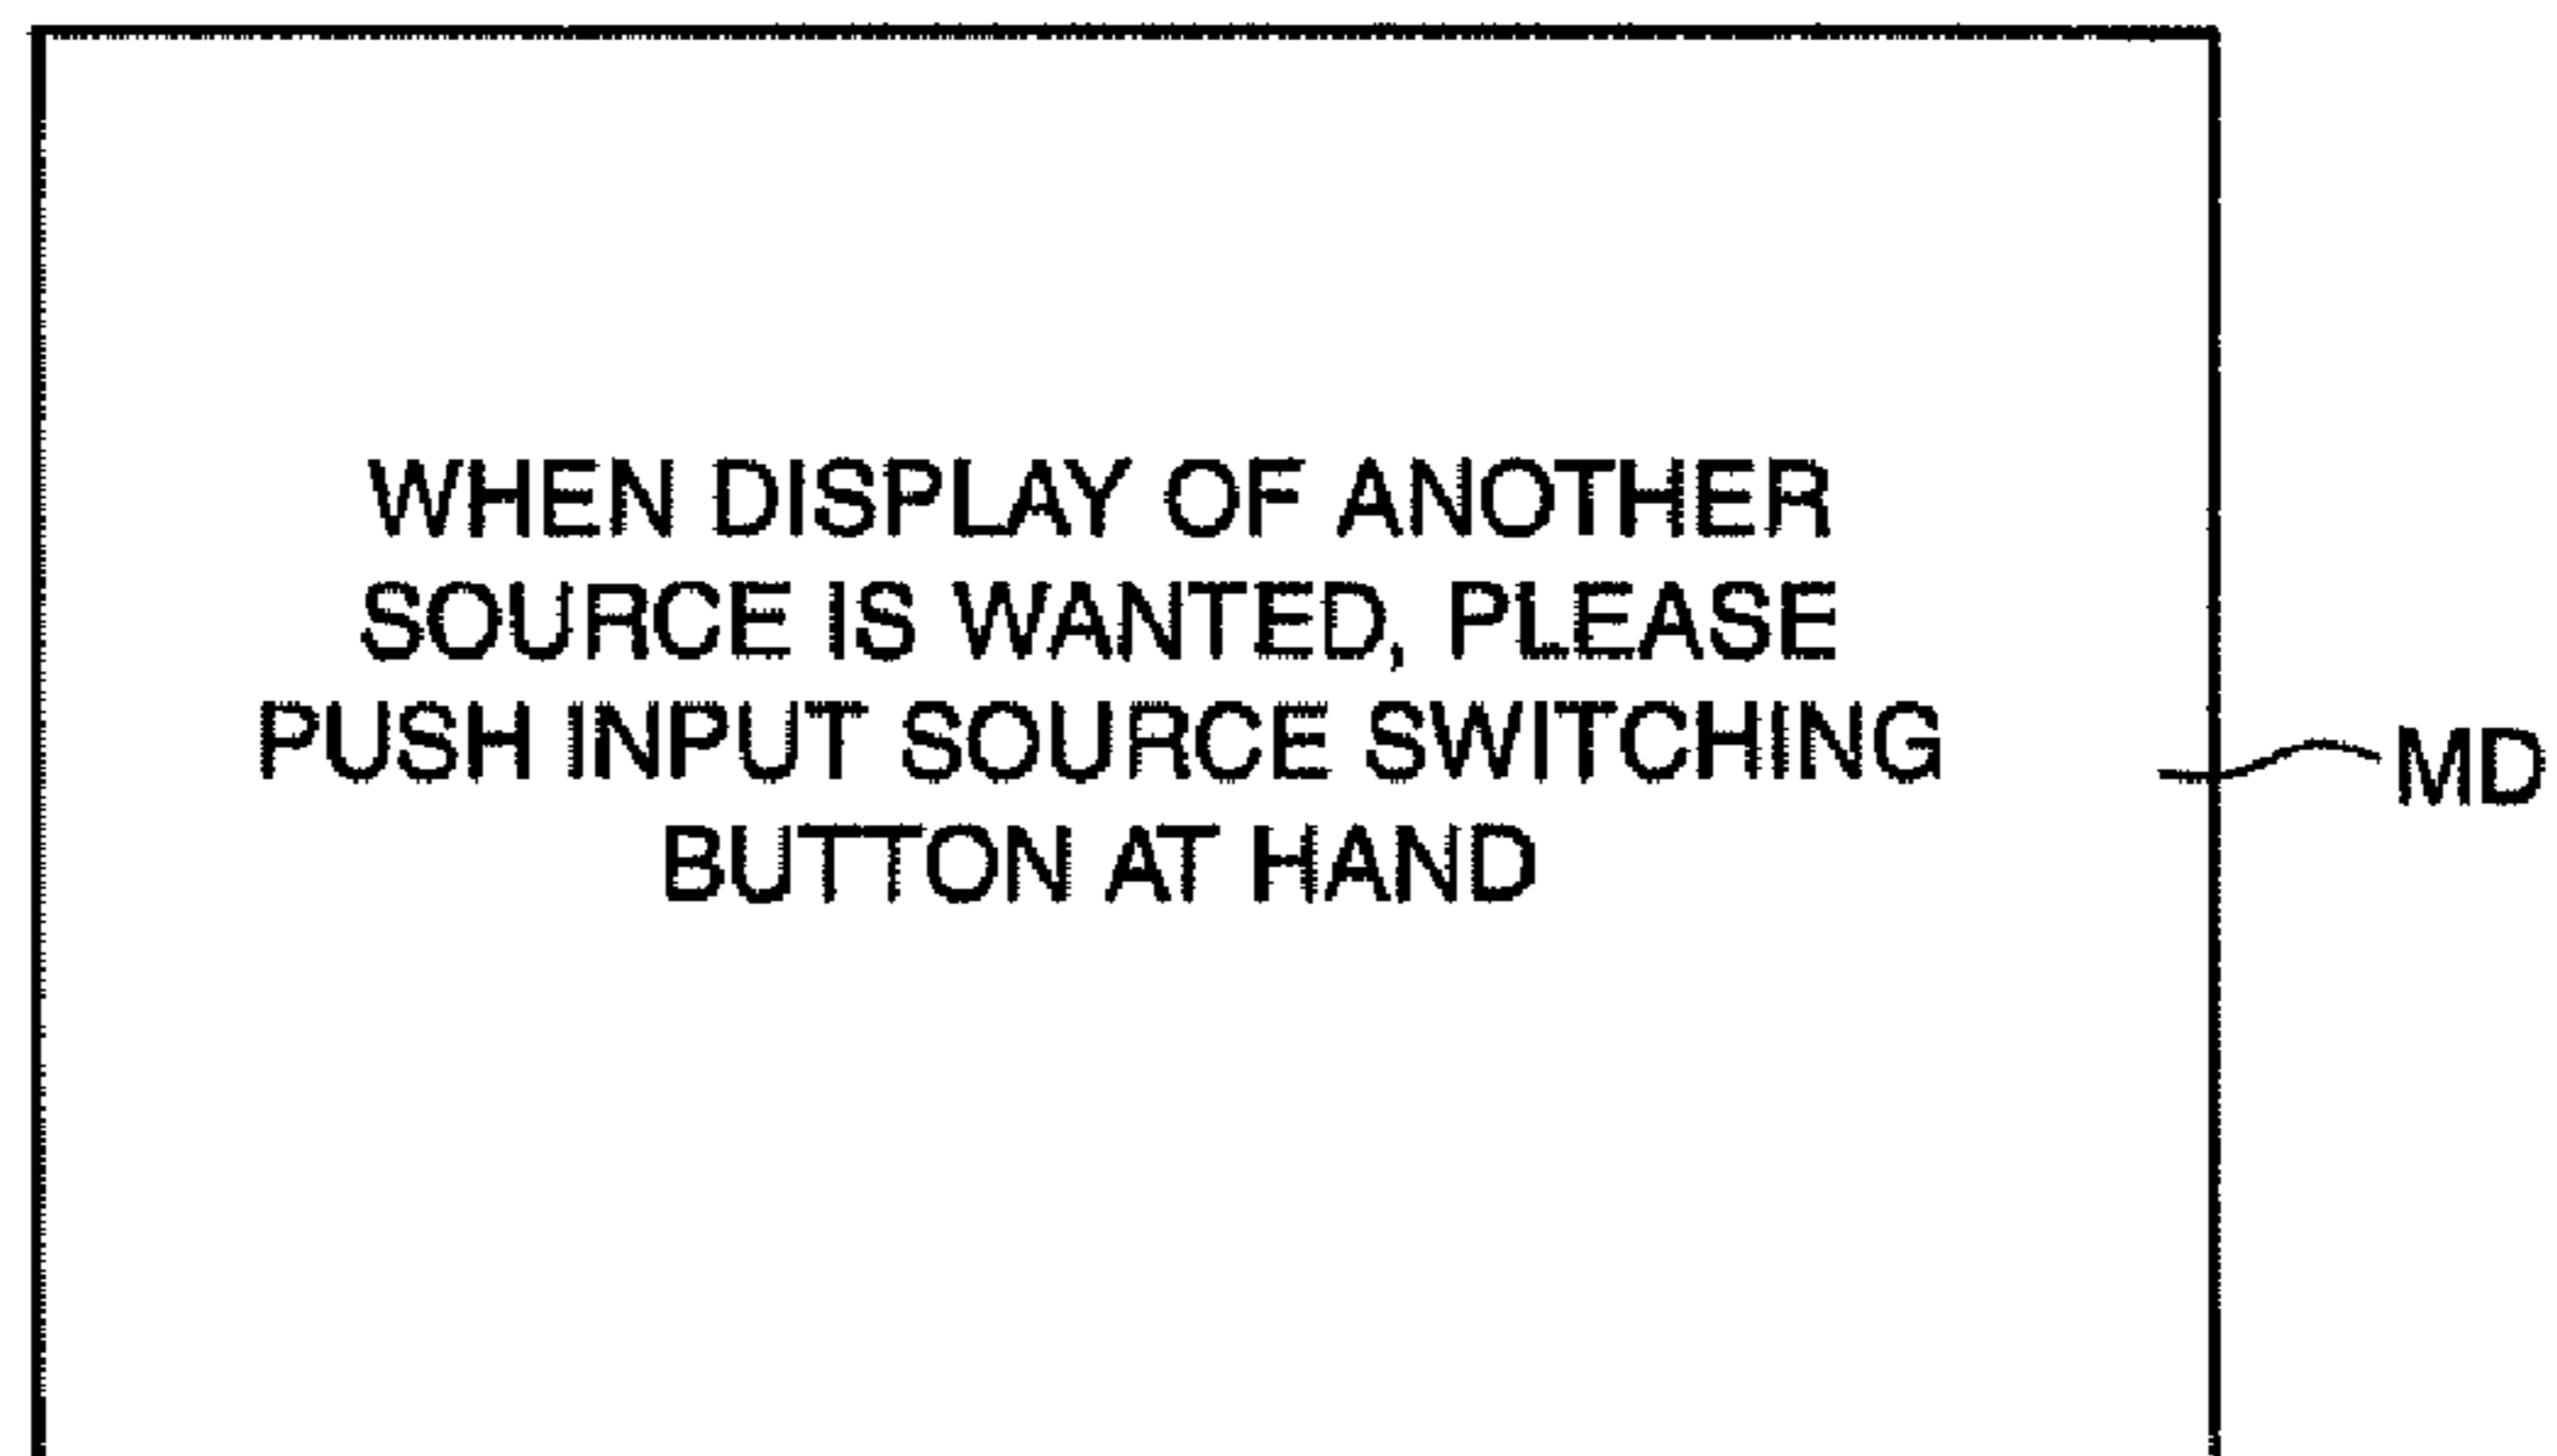 WHEN DISPLAY OF ANOTHER
SOURCE IS WANTED, PLEASE
PUSH INPUT SOURCE SWITCHING
BUTTON AT HAND
MD